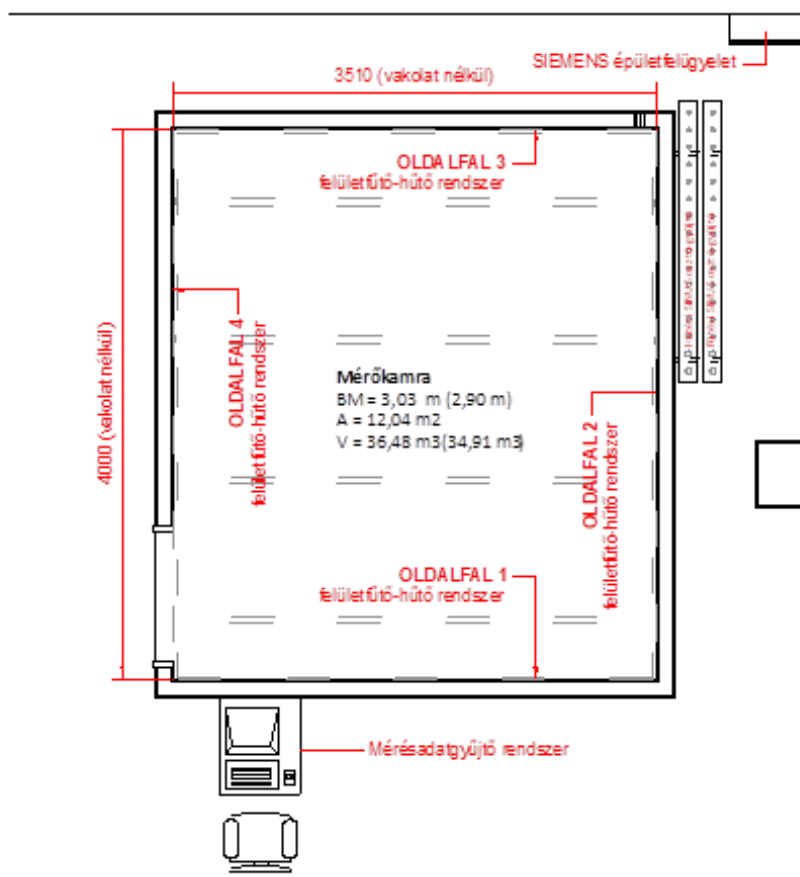 SIEMENS épületfelügyelet
3510 (vakolat nélkül)
OLDALFAL 3
felületfűtő-hűtő rendszer
OLDALFAL 4
felületfűtő-hűtő rendszer
4000 (vakolat nélkül)
Mérőkamra
BM = 3,03 m (2,90 m)
A = 12,04 m2
V = 36,48 m3(34,91 m3)
OLDALFAL 2
felületfűtő-hűtő rendszer
OLDALFAL 1
felületfűtő-hűtő rendszer
Mérésadatgyűjtő rendszer